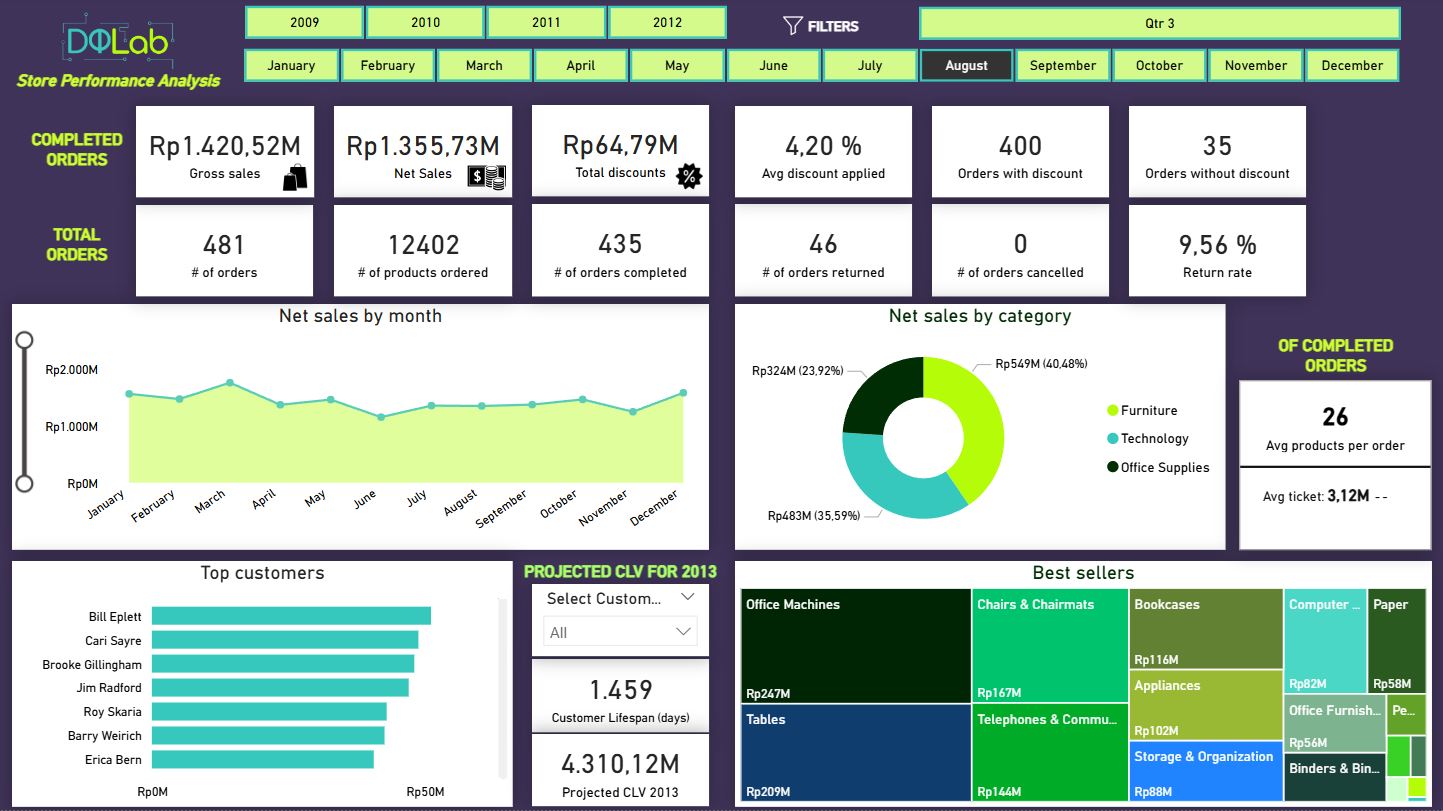 DΦLab
Store Performance Analysis
2009
2010
2011
2012
FILTERS
Qtr 3
January
February
March
April
May
June
July
August
September
October
November
December
COMPLETED
ORDERS
Rp1.420,52M
Gross sales
Rp1.355,73M
Net Sales
$
Rp64,79M
Total discounts
%
4,20 %
Avg discount applied
400
Orders with discount
35
Orders without discount
TOTAL
ORDERS
481
# of orders
12402
# of products ordered
435
# of orders completed
46
# of orders returned
0
# of orders cancelled
9,56 %
Return rate
Net sales by month
Rp2.000M
Rp1.000M
Rp0M
January
February
March
April
May
June
July
August
September
October
November
December
Net sales by category
Rp324M (23,92%)
Rp549M (40,48%)
Rp483M (35,59%)
Furniture
Technology
Office Supplies
OF COMPLETED
ORDERS
26
Avg products per order
Avg ticket: 3,12M --
Top customers
Bill Eplett
Cari Sayre
Brooke Gillingham
Jim Radford
Roy Skaria
Barry Weirich
Erica Bern
Rp0M
Rp50M
PROJECTED CLV FOR 2013
Select Custom...
All
1.459
Customer Lifespan (days)
4.310,12M
Projected CLV 2013
Best sellers
Office Machines
Rp247M
Tables
Rp209M
Chairs & Chairmats
Rp167M
Telephones & Commu...
Rp144M
Bookcases
Rp116M
Appliances
Rp102M
Storage & Organization
Rp88M
Computer ...
Rp82M
Paper
Rp58M
Office Furnish...
Rp56M
Pe...
Binders & Bin...